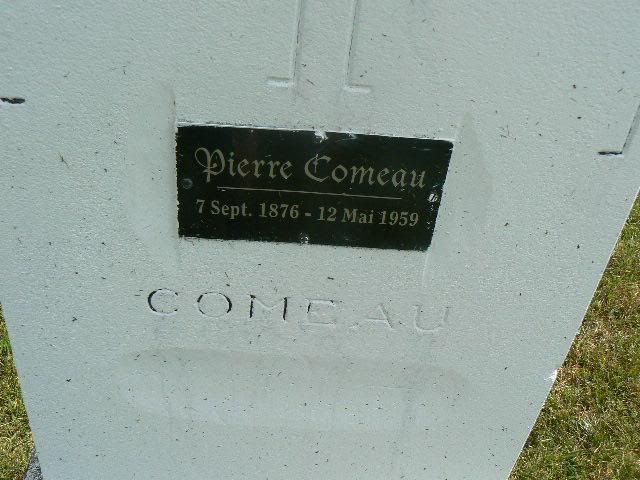 Pierre Comeau
7 Sept. 1876 - 12 Mai 1959
COMEAU